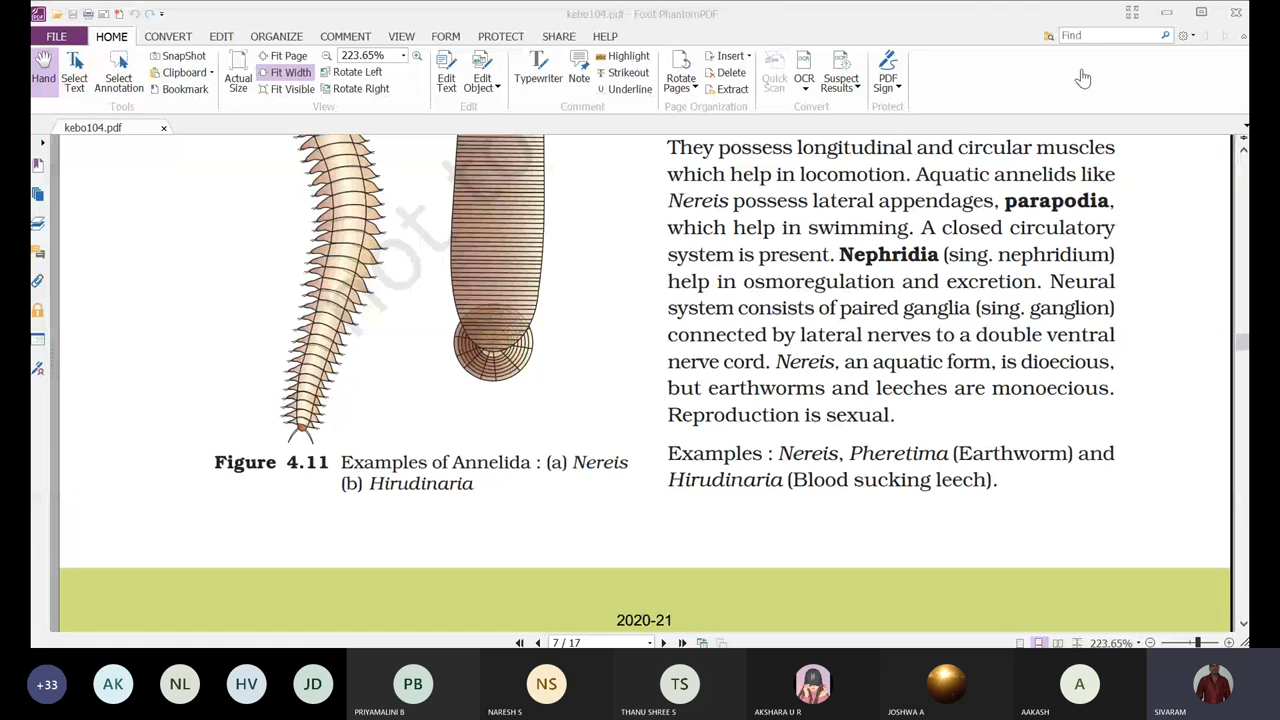 kebo104.pdf - Foxit PhantomPDF
FILE HOME CONVERT EDIT ORGANIZE COMMENT VIEW FORM PROTECT SHARE HELP Find
Hand
Select Text
Select Annotation
SnapShot
Clipboard
Bookmark
Tools
Actual Size
Fit Page
Fit Width
Fit Visible
223.65%
Rotate Left
Rotate Right
View
Edit Text
Edit Object
Edit
Typewriter
Note
Highlight
Strikeout
Underline
Comment
Rotate Pages
Insert
Delete
Extract
Page Organization
Quick Scan
OCR
Suspect Results
Convert
PDF Sign
Protect
kebo104.pdf
not to
Figure 4.11 Examples of Annelida : (a) Nereis
(b) Hirudinaria
They possess longitudinal and circular muscles
which help in locomotion. Aquatic annelids like
Nereis possess lateral appendages, parapodia,
which help in swimming. A closed circulatory
system is present. Nephridia (sing. nephridium)
help in osmoregulation and excretion. Neural
system consists of paired ganglia (sing. ganglion)
connected by lateral nerves to a double ventral
nerve cord. Nereis, an aquatic form, is dioecious,
but earthworms and leeches are monoecious.
Reproduction is sexual.
Examples : Nereis, Pheretima (Earthworm) and
Hirudinaria (Blood sucking leech).
2020-21
7 / 17
223.65%
+33 AK NL HV JD PB NS TS A
PRIYAMALINI B NARESH S THANU SHREE S AKSHARA U R JOSHWA A AAKASH SIVARAM